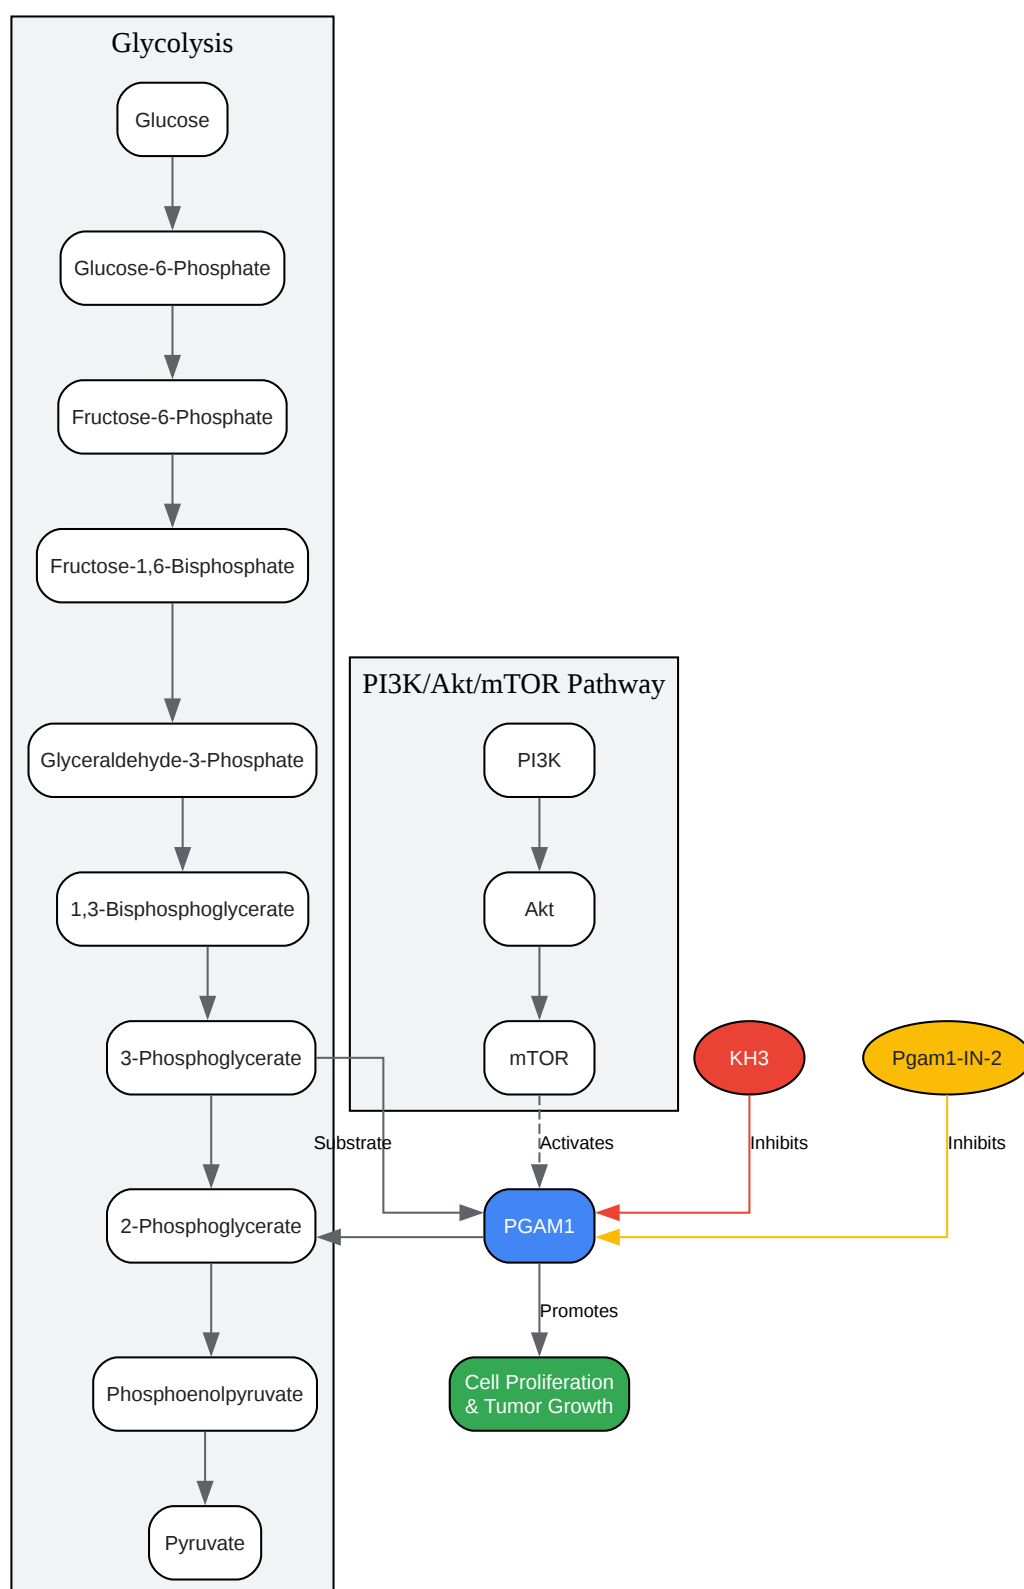 Glycolysis
Glucose
Glucose-6-Phosphate
Fructose-6-Phosphate
Fructose-1,6-Bisphosphate
Glyceraldehyde-3-Phosphate
1,3-Bisphosphoglycerate
3-Phosphoglycerate
Substrate
2-Phosphoglycerate
Phosphoenolpyruvate
Pyruvate
PI3K/Akt/mTOR Pathway
PI3K
Akt
mTOR
Activates
KH3
Inhibits
Pgam1-IN-2
Inhibits
PGAM1
Promotes
Cell Proliferation
& Tumor Growth